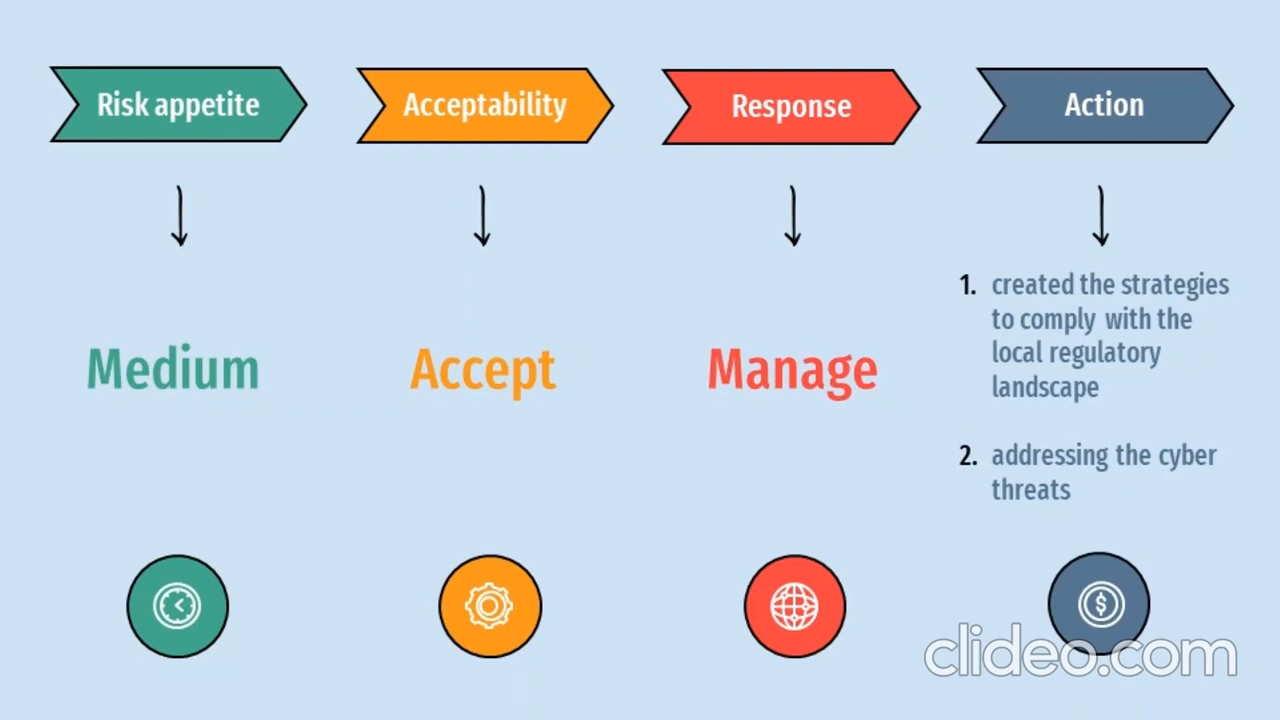 Risk appetite
Acceptability
Response
Action
Medium
Accept
Manage
1. created the strategies
to comply with the
local regulatory
landscape
2. addressing the cyber
threats
$
clideo.com